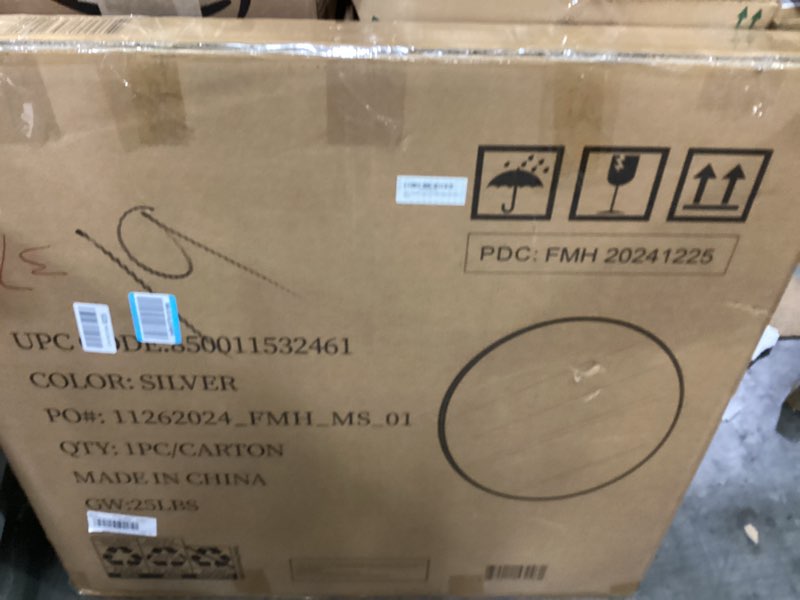 PDC: FMH 20241225
UPC CODE:850011532461
COLOR: SILVER
PO#: 11262024_FMH_MS_01
QTY: 1PC/CARTON
MADE IN CHINA
GW:25LBS